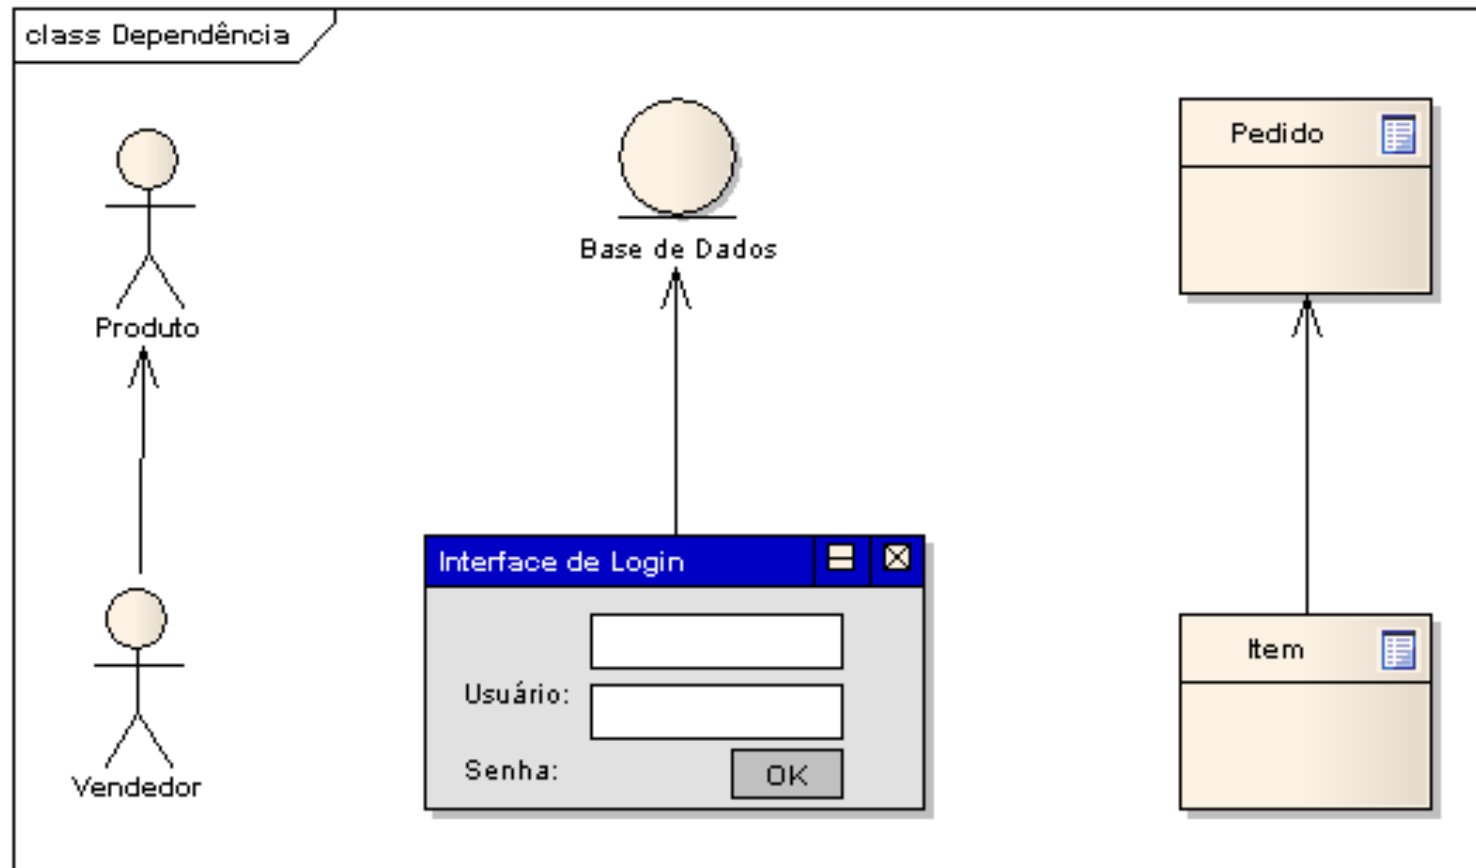 class Dependência
Produto
Base de Dados
Pedido
Vendedor
Interface de Login
Usuário:
Senha:
OK
Item